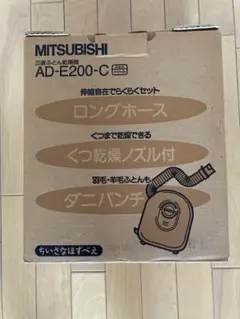 MITSUBISHI
三菱ふとん乾燥機
AD-E200-C
伸縮自在でらくらくセット
ロングホース
くつまで乾燥できる
くつ乾燥ノズル付
羽毛・羊毛ふとんも
ダニパンチ
ちいさなほすべえ